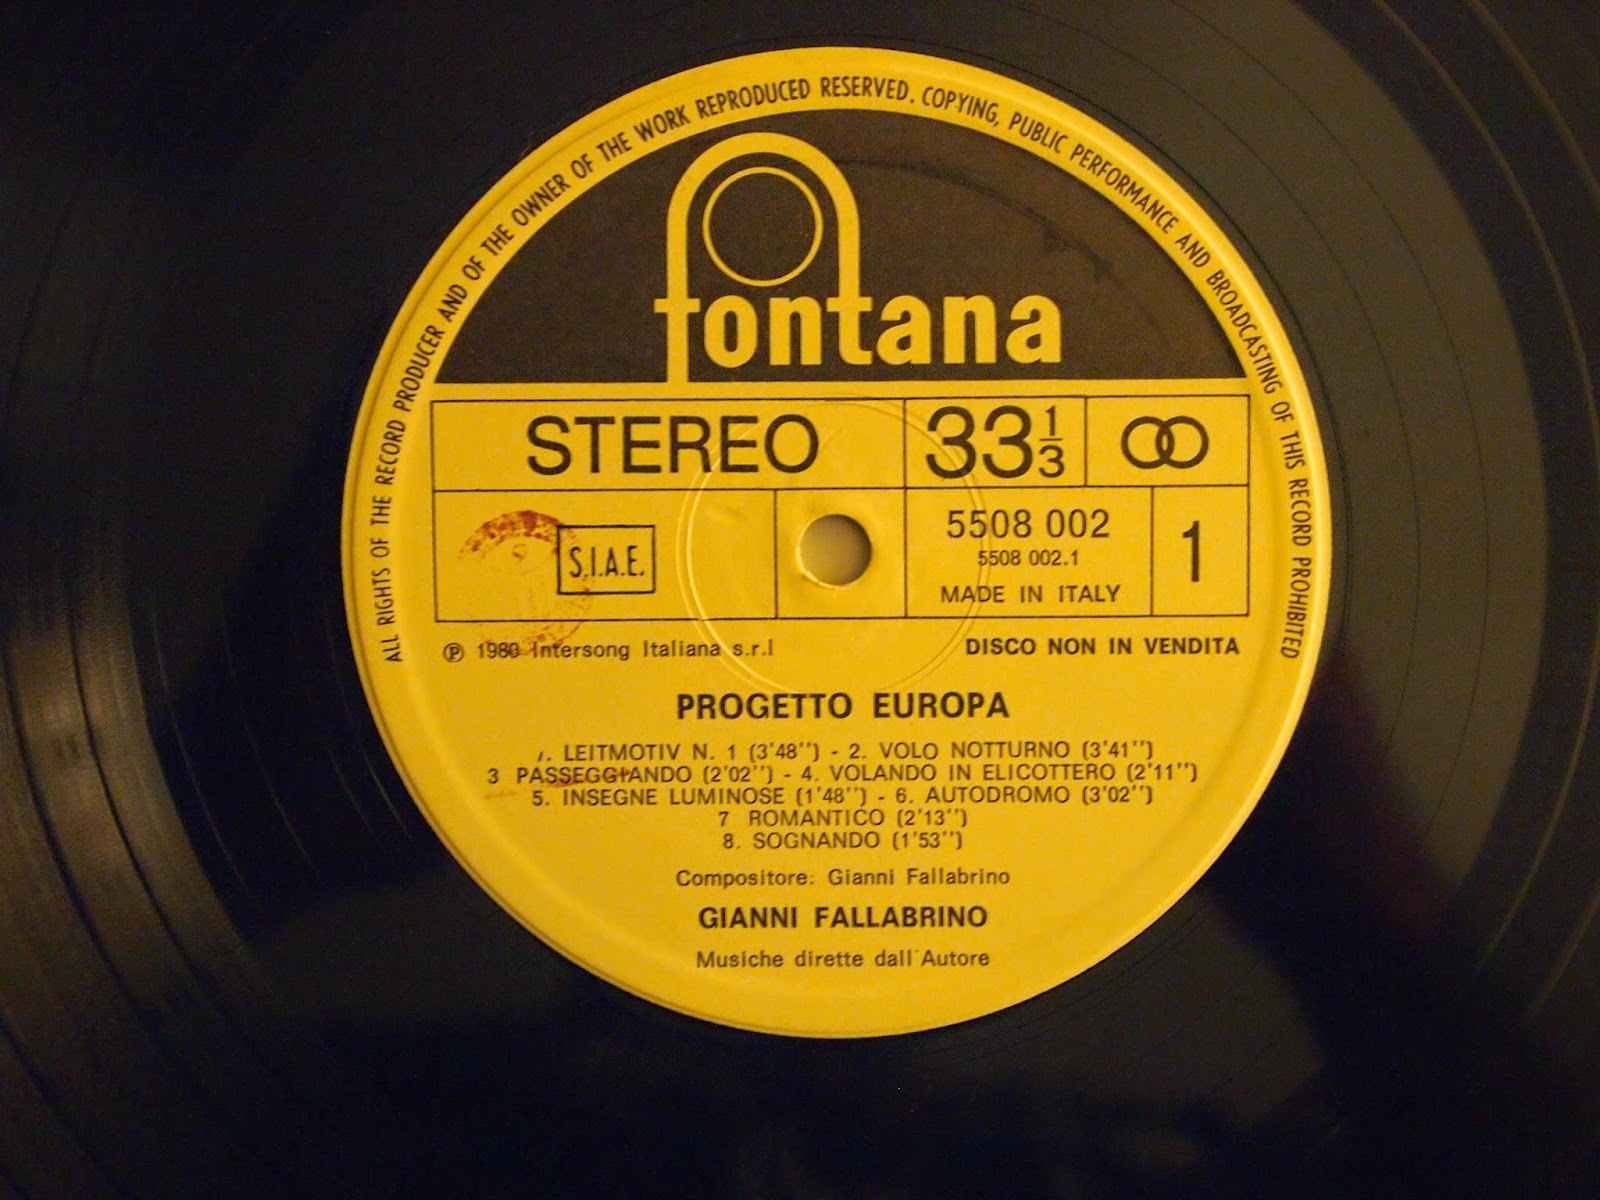 ALL RIGHTS OF THE RECORD PRODUCER AND OF THE OWNER OF THE WORK REPRODUCED RESERVED. COPYING, PUBLIC PERFORMANCE AND BROADCASTING OF THIS RECORD PROHIBITED
fontana
STEREO 33 1/3
S.I.A.E. 5508 002
5508 002.1
MADE IN ITALY 1
℗ 1980 Intersong Italiana s.r.l DISCO NON IN VENDITA
PROGETTO EUROPA
1. LEITMOTIV N. 1 (3'48'') - 2. VOLO NOTTURNO (3'41'')
3 PASSEGGIANDO (2'02'') - 4. VOLANDO IN ELICOTTERO (2'11'')
5. INSEGNE LUMINOSE (1'48'') - 6. AUTODROMO (3'02'')
7 ROMANTICO (2'13'')
8. SOGNANDO (1'53'')
Compositore: Gianni Fallabrino
GIANNI FALLABRINO
Musiche dirette dall'Autore